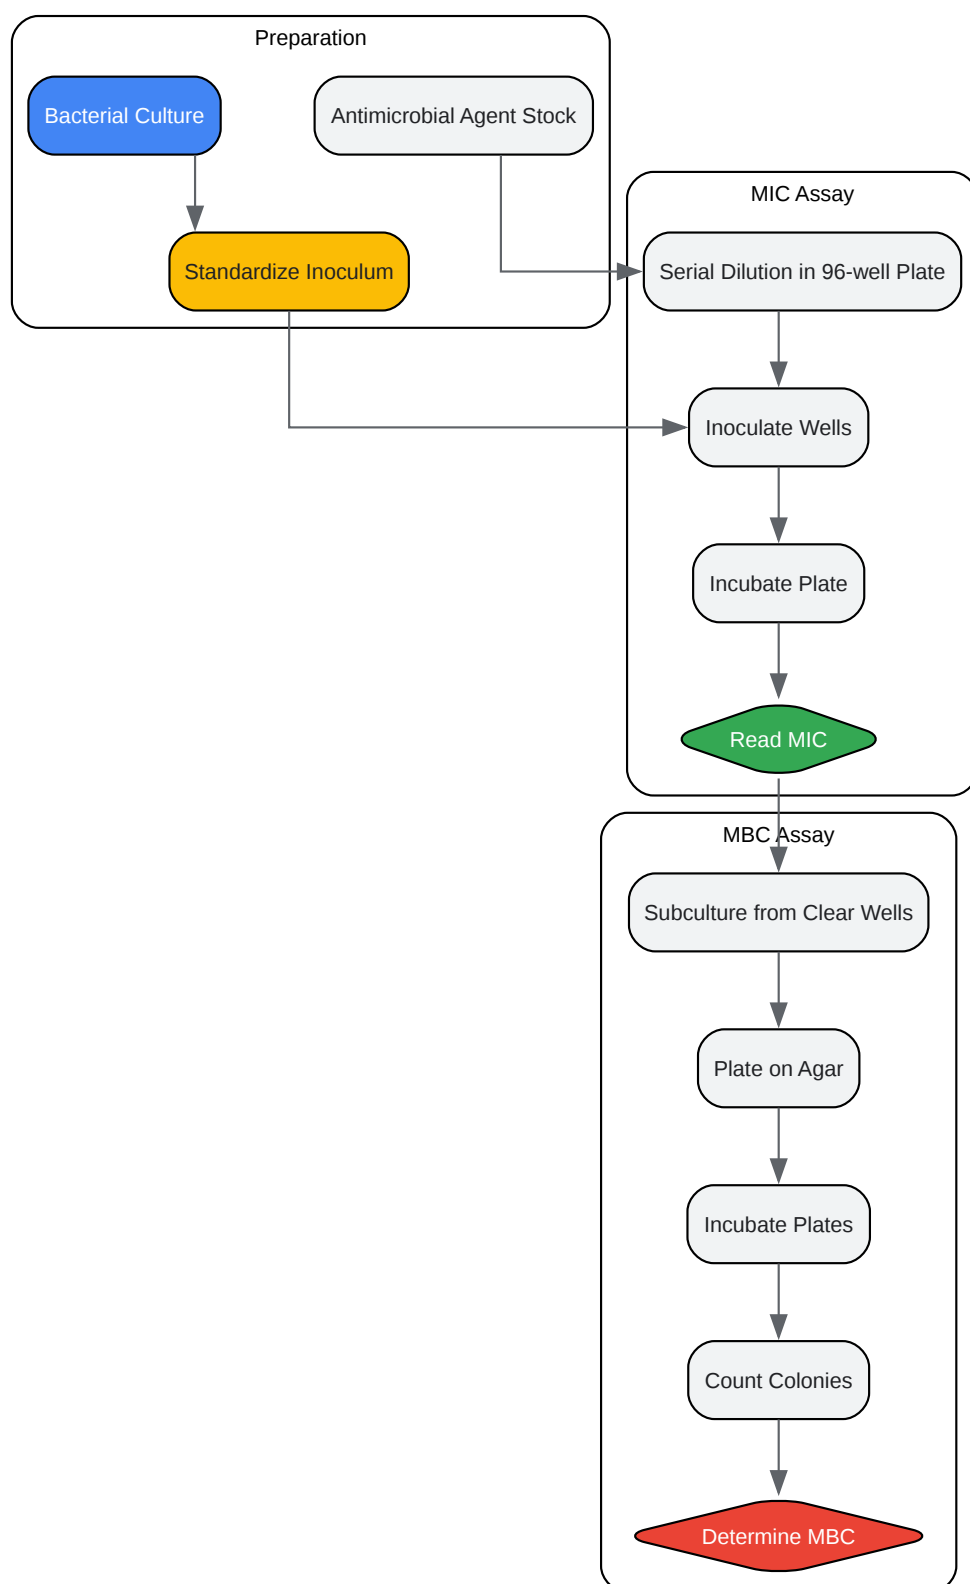 Preparation
Bacterial Culture
Antimicrobial Agent Stock
Standardize Inoculum
MIC Assay
Serial Dilution in 96-well Plate
Inoculate Wells
Incubate Plate
Read MIC
MBC Assay
Subculture from Clear Wells
Plate on Agar
Incubate Plates
Count Colonies
Determine MBC